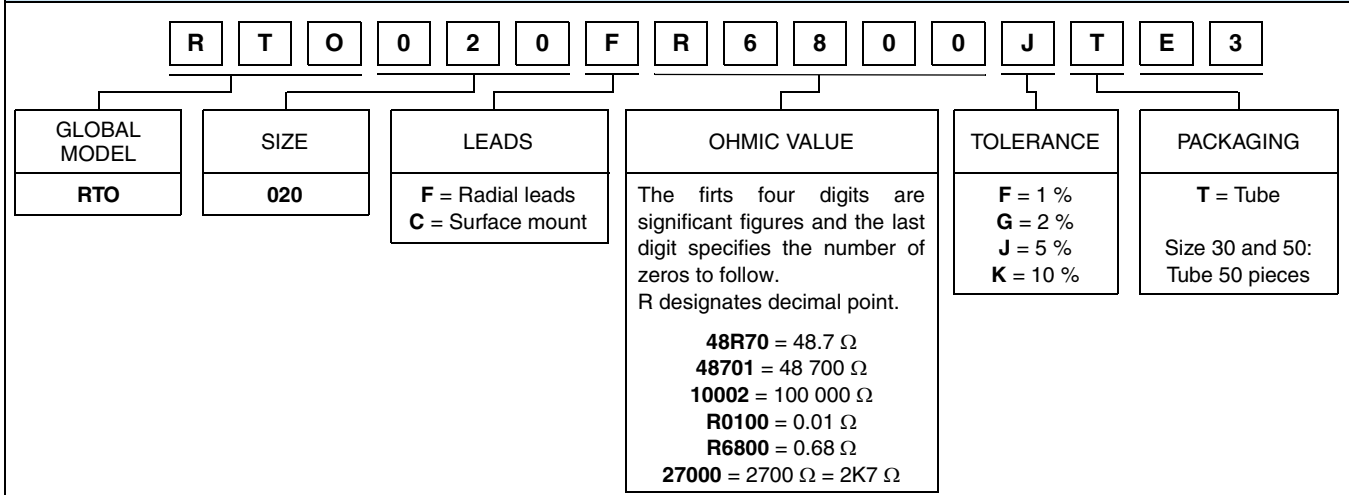 R T O 0 2 0 F R 6 8 0 0 J T E 3
GLOBAL
MODEL
RTO
SIZE
020
LEADS
F = Radial leads
C = Surface mount
OHMIC VALUE
The firts four digits are
significant figures and the last
digit specifies the number of
zeros to follow.
R designates decimal point.
48R70 = 48.7 Ω
48701 = 48 700 Ω
10002 = 100 000 Ω
R0100 = 0.01 Ω
R6800 = 0.68 Ω
27000 = 2700 Ω = 2K7 Ω
TOLERANCE
F = 1 %
G = 2 %
J = 5 %
K = 10 %
PACKAGING
T = Tube
Size 30 and 50:
Tube 50 pieces